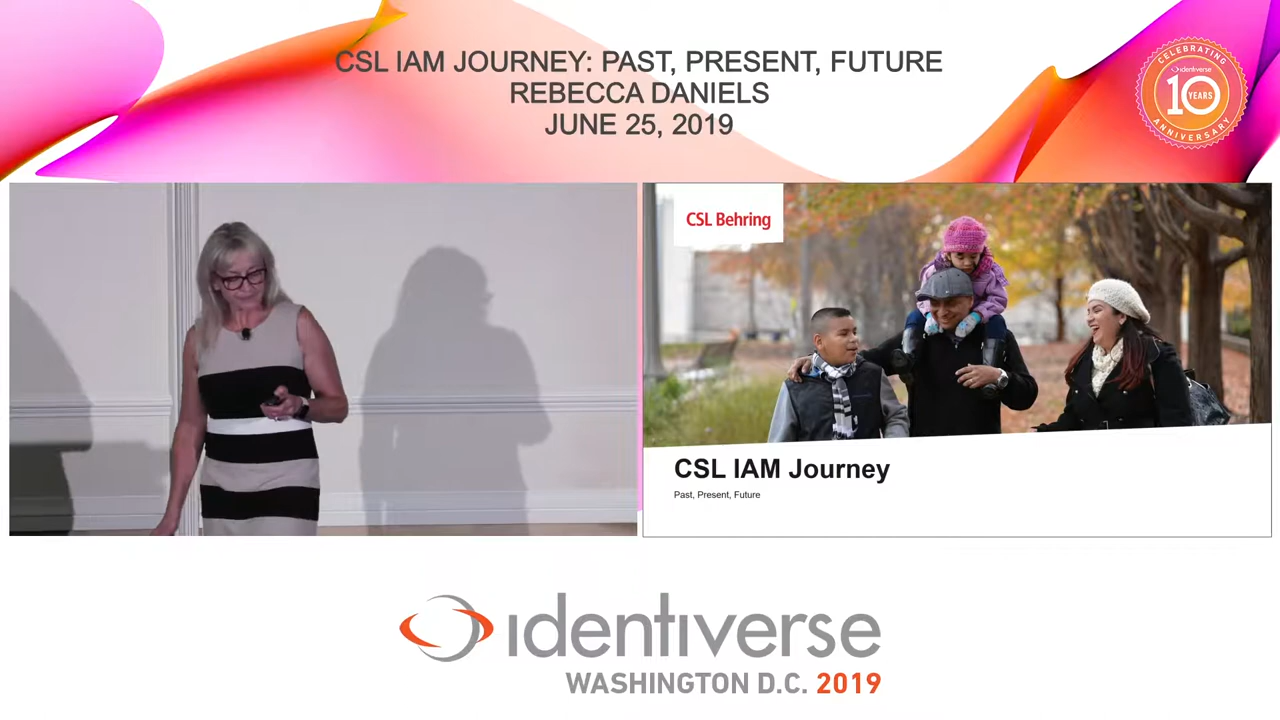 CSL IAM JOURNEY: PAST, PRESENT, FUTURE
REBECCA DANIELS
JUNE 25, 2019
CELEBRATING
identiverse
10 YEARS
ANNIVERSARY
CSL Behring
CSL IAM Journey
Past, Present, Future
identiverse
WASHINGTON D.C. 2019